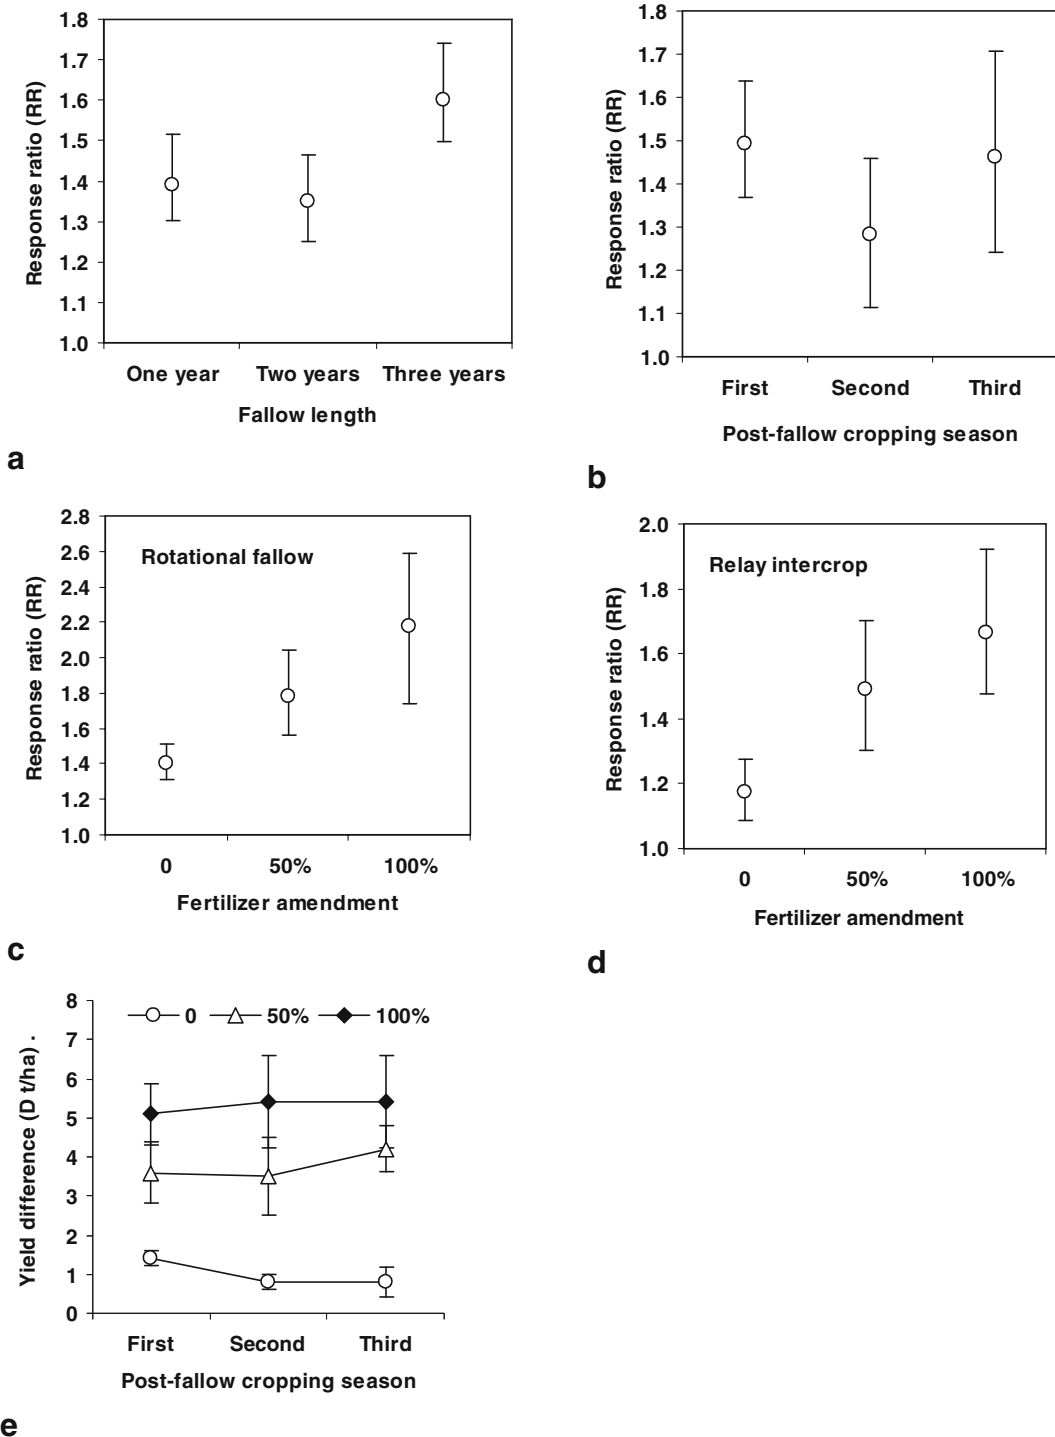 1.8
1.7
1.6
1.5
1.4
1.3
1.2
1.1
1.0
Response ratio (RR)
One year Two years Three years
Fallow length
a
1.8
1.7
1.6
1.5
1.4
1.3
1.2
1.1
1.0
Response ratio (RR)
First Second Third
Post-fallow cropping season
b
2.8
2.6
2.4
2.2
2.0
1.8
1.6
1.4
1.2
1.0
Response ratio (RR)
Rotational fallow
0 50% 100%
Fertilizer amendment
c
2.0
1.8
1.6
1.4
1.2
1.0
Response ratio (RR)
Relay intercrop
0 50% 100%
Fertilizer amendment
d
8
7
6
5
4
3
2
1
0
Yield difference (D t/ha) .
0 50% 100%
First Second Third
Post-fallow cropping season
e